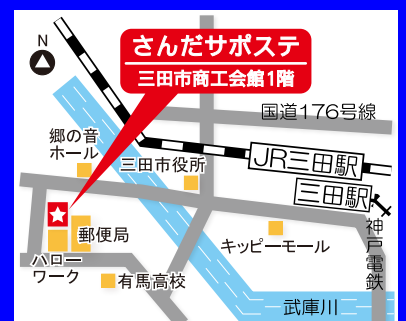 さんだサポステ
三田市商工会館1階
N
国道176号線
郷の音
ホール
三田市役所
JR三田駅
三田駅
神戸電鉄
郵便局
キッピーモール
ハロー
ワーク
有馬高校
武庫川